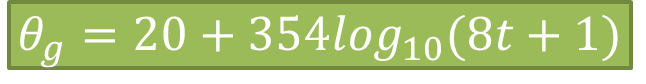 θ_g = 20 + 354log₁₀(8t + 1)